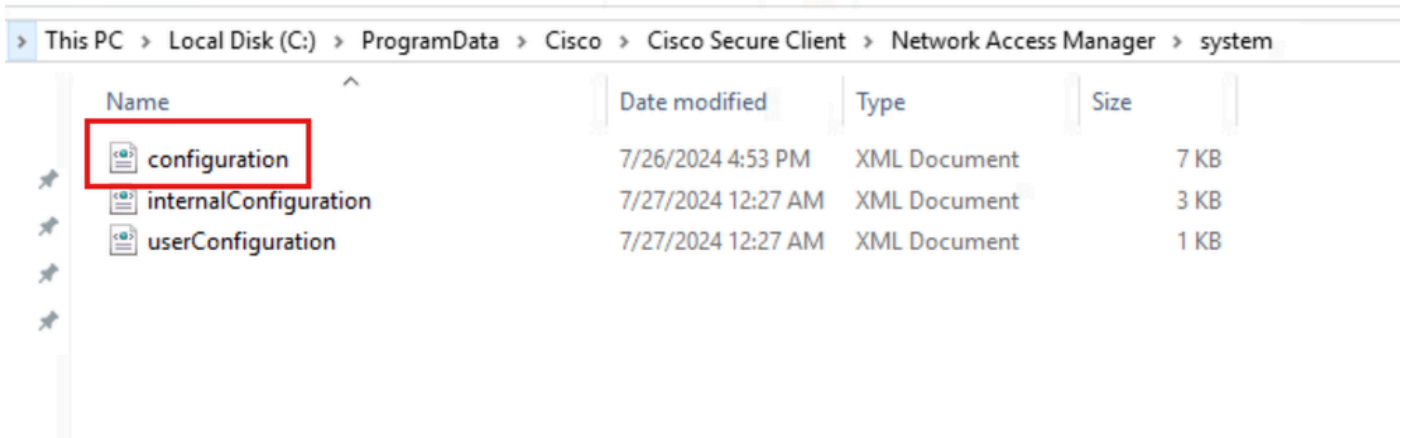 > This PC > Local Disk (C:) > ProgramData > Cisco > Cisco Secure Client > Network Access Manager > system
Name Date modified Type Size
configuration 7/26/2024 4:53 PM XML Document 7 KB
internalConfiguration 7/27/2024 12:27 AM XML Document 3 KB
userConfiguration 7/27/2024 12:27 AM XML Document 1 KB